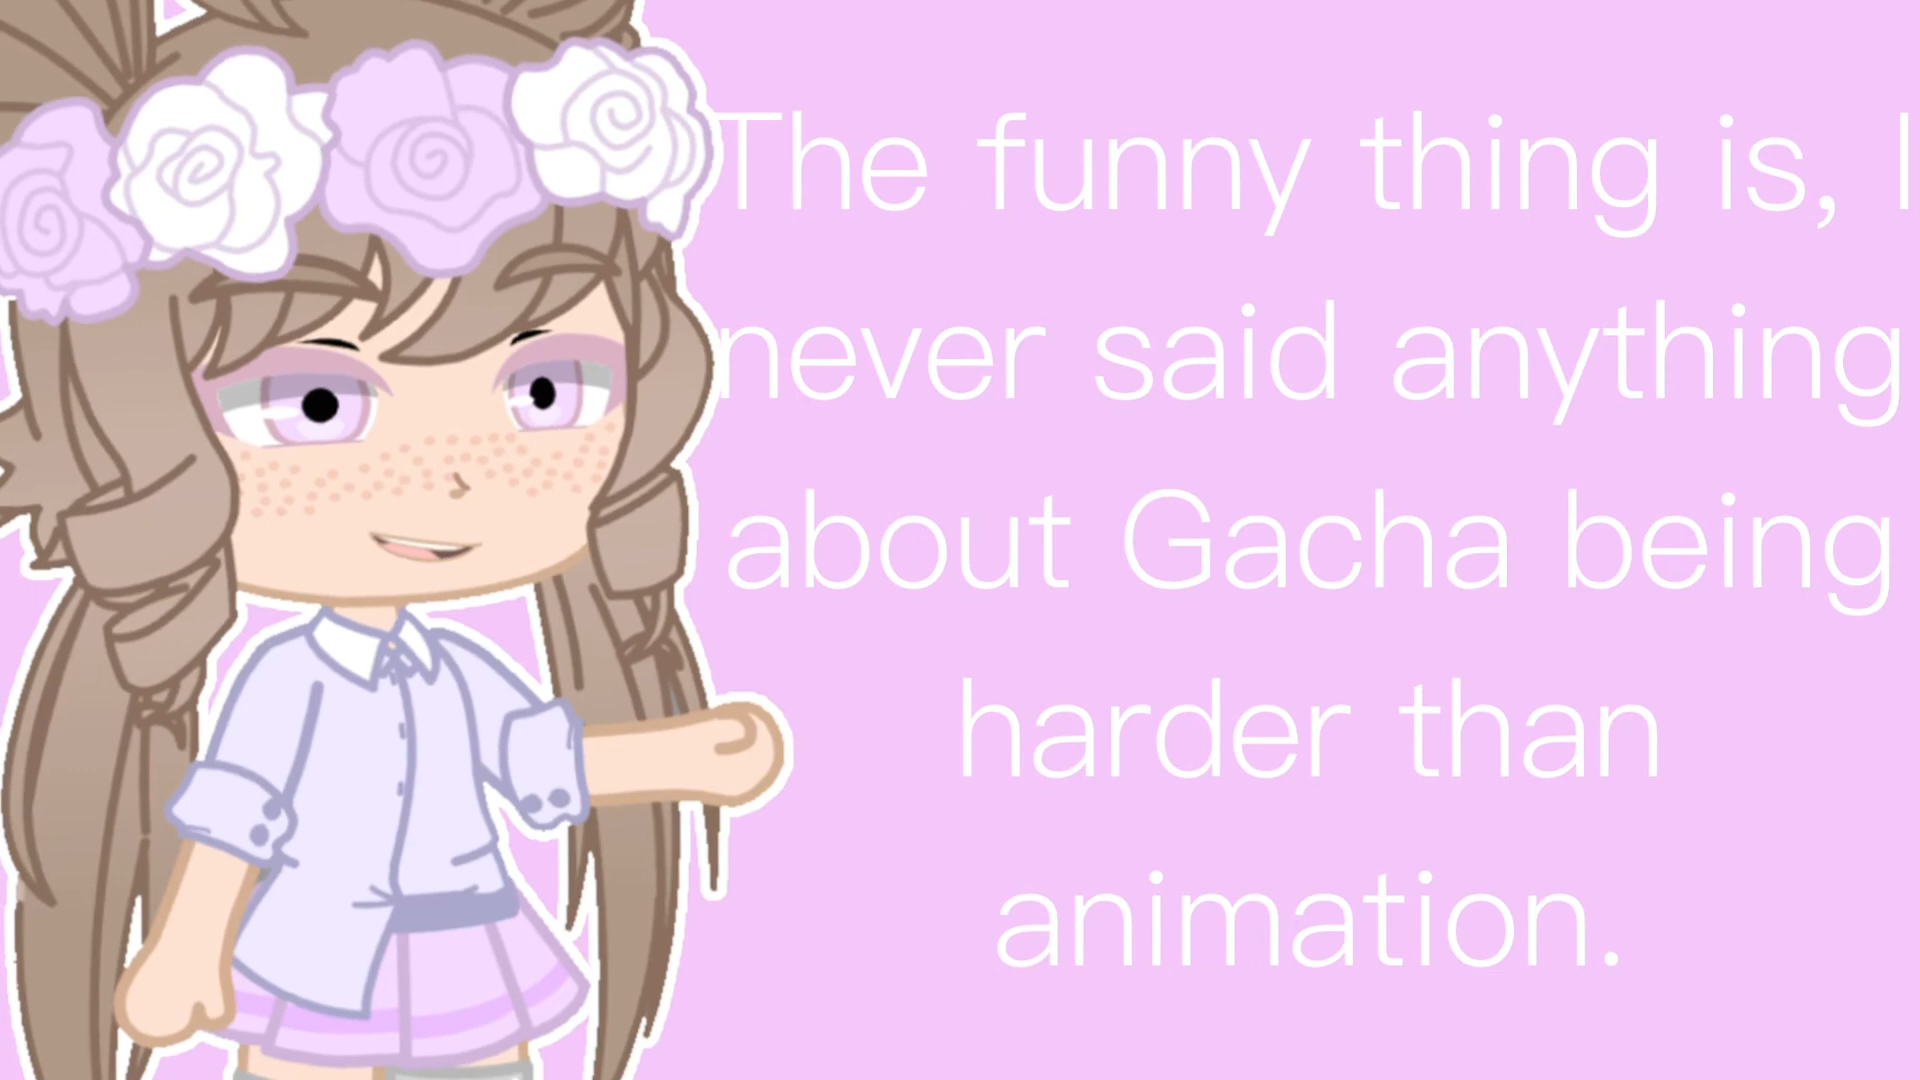 The funny thing is, I
never said anything
about Gacha being
harder than
animation.